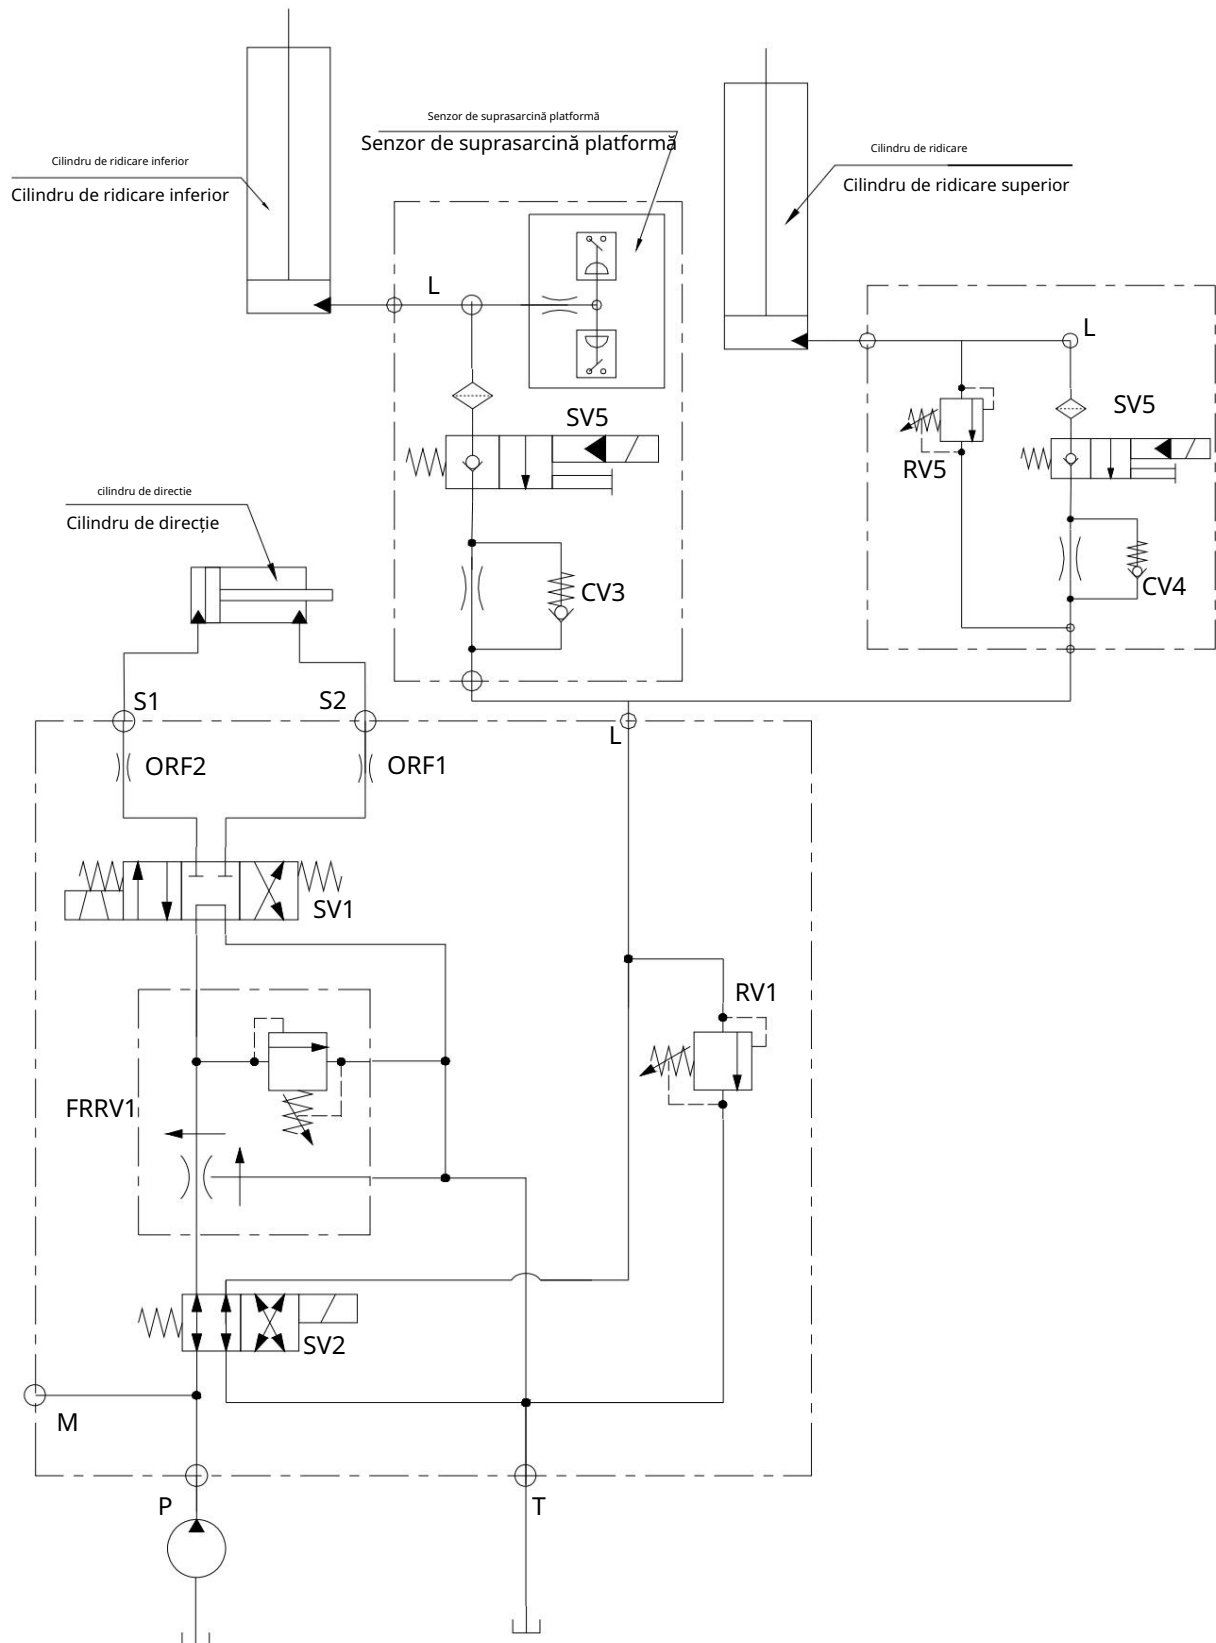 Senzor de suprasarcină platformă
Senzor de suprasarcină platformă
Cilindru de ridicare inferior
Cilindru de ridicare inferior
Cilindru de ridicare
Cilindru de ridicare superior
L
L
SV5
SV5
RV5
cilindru de directie
Cilindru de direcție
CV3
CV4
S1
S2
L
ORF2
ORF1
SV1
RV1
FRRV1
SV2
M
P
T